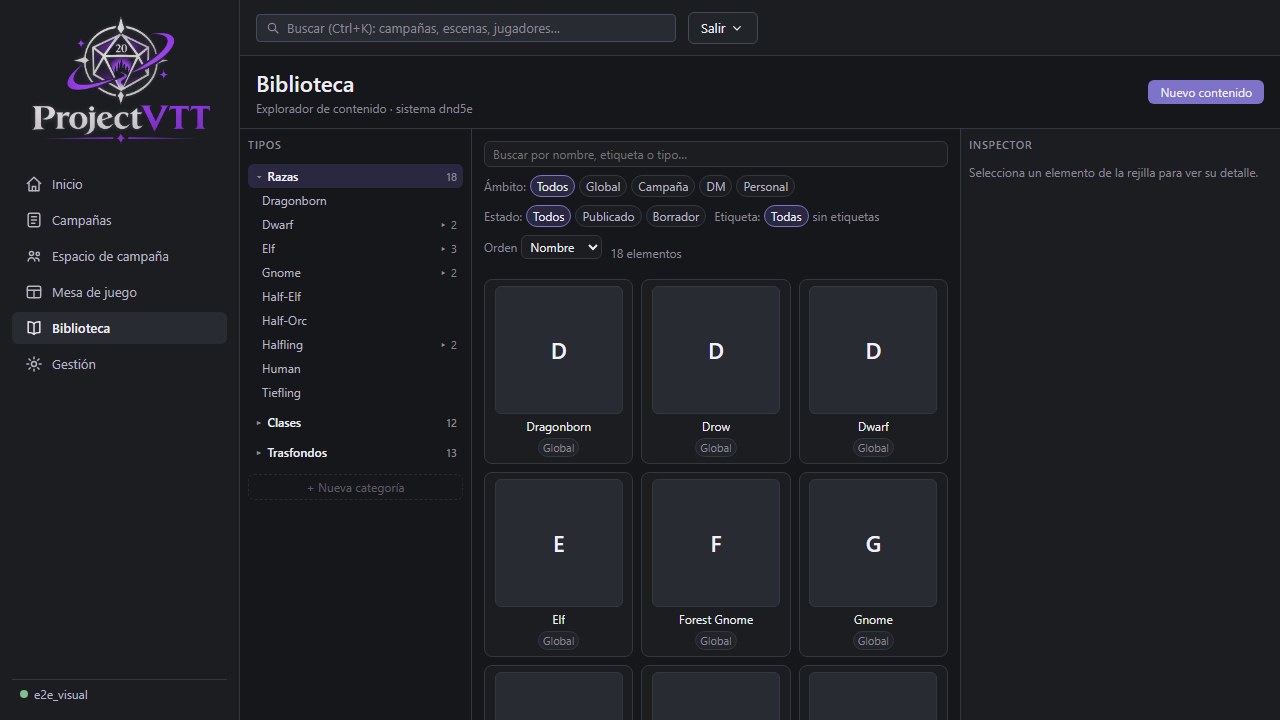 20
ProjectVTT
Inicio
Campañas
Espacio de campaña
Mesa de juego
Biblioteca
Gestión
e2e_visual
Buscar (Ctrl+K): campañas, escenas, jugadores...
Salir
Biblioteca
Explorador de contenido · sistema dnd5e
Nuevo contenido
TIPOS
Razas 18
Dragonborn
Dwarf 2
Elf 3
Gnome 2
Half-Elf
Half-Orc
Halfling 2
Human
Tiefling
Clases 12
Trasfondos 13
+ Nueva categoría
Buscar por nombre, etiqueta o tipo...
Ámbito: Todos Global Campaña DM Personal
Estado: Todos Publicado Borrador Etiqueta: Todas sin etiquetas
Orden Nombre 18 elementos
D D D
Dragonborn Drow Dwarf
Global Global Global
E F G
Elf Forest Gnome Gnome
Global Global Global
INSPECTOR
Selecciona un elemento de la rejilla para ver su detalle.